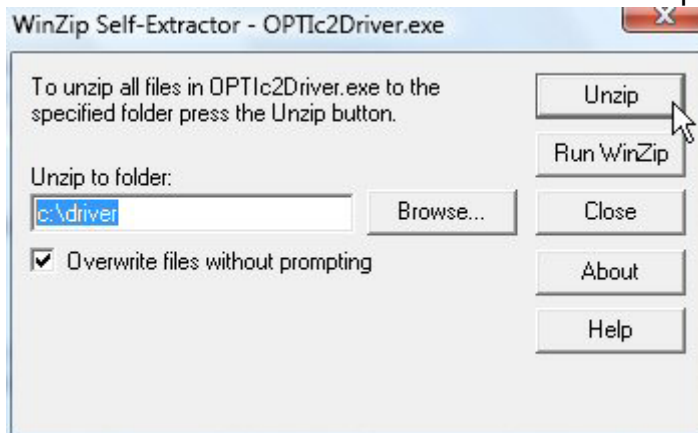 WinZip Self-Extractor - OPTIc2Driver.exe
To unzip all files in OPTIc2Driver.exe to the
specified folder press the Unzip button.
Unzip to folder:
c:\driver
Browse...
Overwrite files without prompting
Unzip
Run WinZip
Close
About
Help